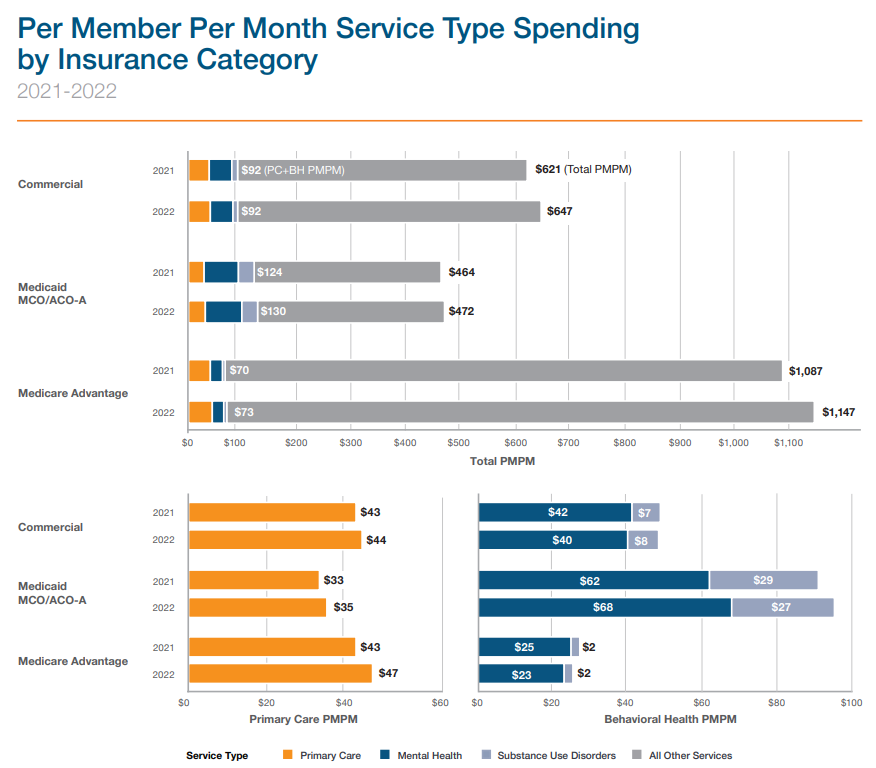 Per Member Per Month Service Type Spending
by Insurance Category
2021-2022
Commercial
2021 $92 (PC+BH PMPM) $621 (Total PMPM)
2022 $92 $647
Medicaid
MCO/ACO-A
2021 $124 $464
2022 $130 $472
Medicare Advantage
2021 $70 $1,087
2022 $73 $1,147
$0 $100 $200 $300 $400 $500 $600 $700 $800 $900 $1,000 $1,100
Total PMPM
Commercial
2021 $43 $42 $7
2022 $44 $40 $8
Medicaid
MCO/ACO-A
2021 $33 $62 $29
2022 $35 $68 $27
Medicare Advantage
2021 $43 $25 $2
2022 $47 $23 $2
$0 $20 $40 $60 $0 $20 $40 $60 $80 $100
Primary Care PMPM Behavioral Health PMPM
Service Type Primary Care Mental Health Substance Use Disorders All Other Services